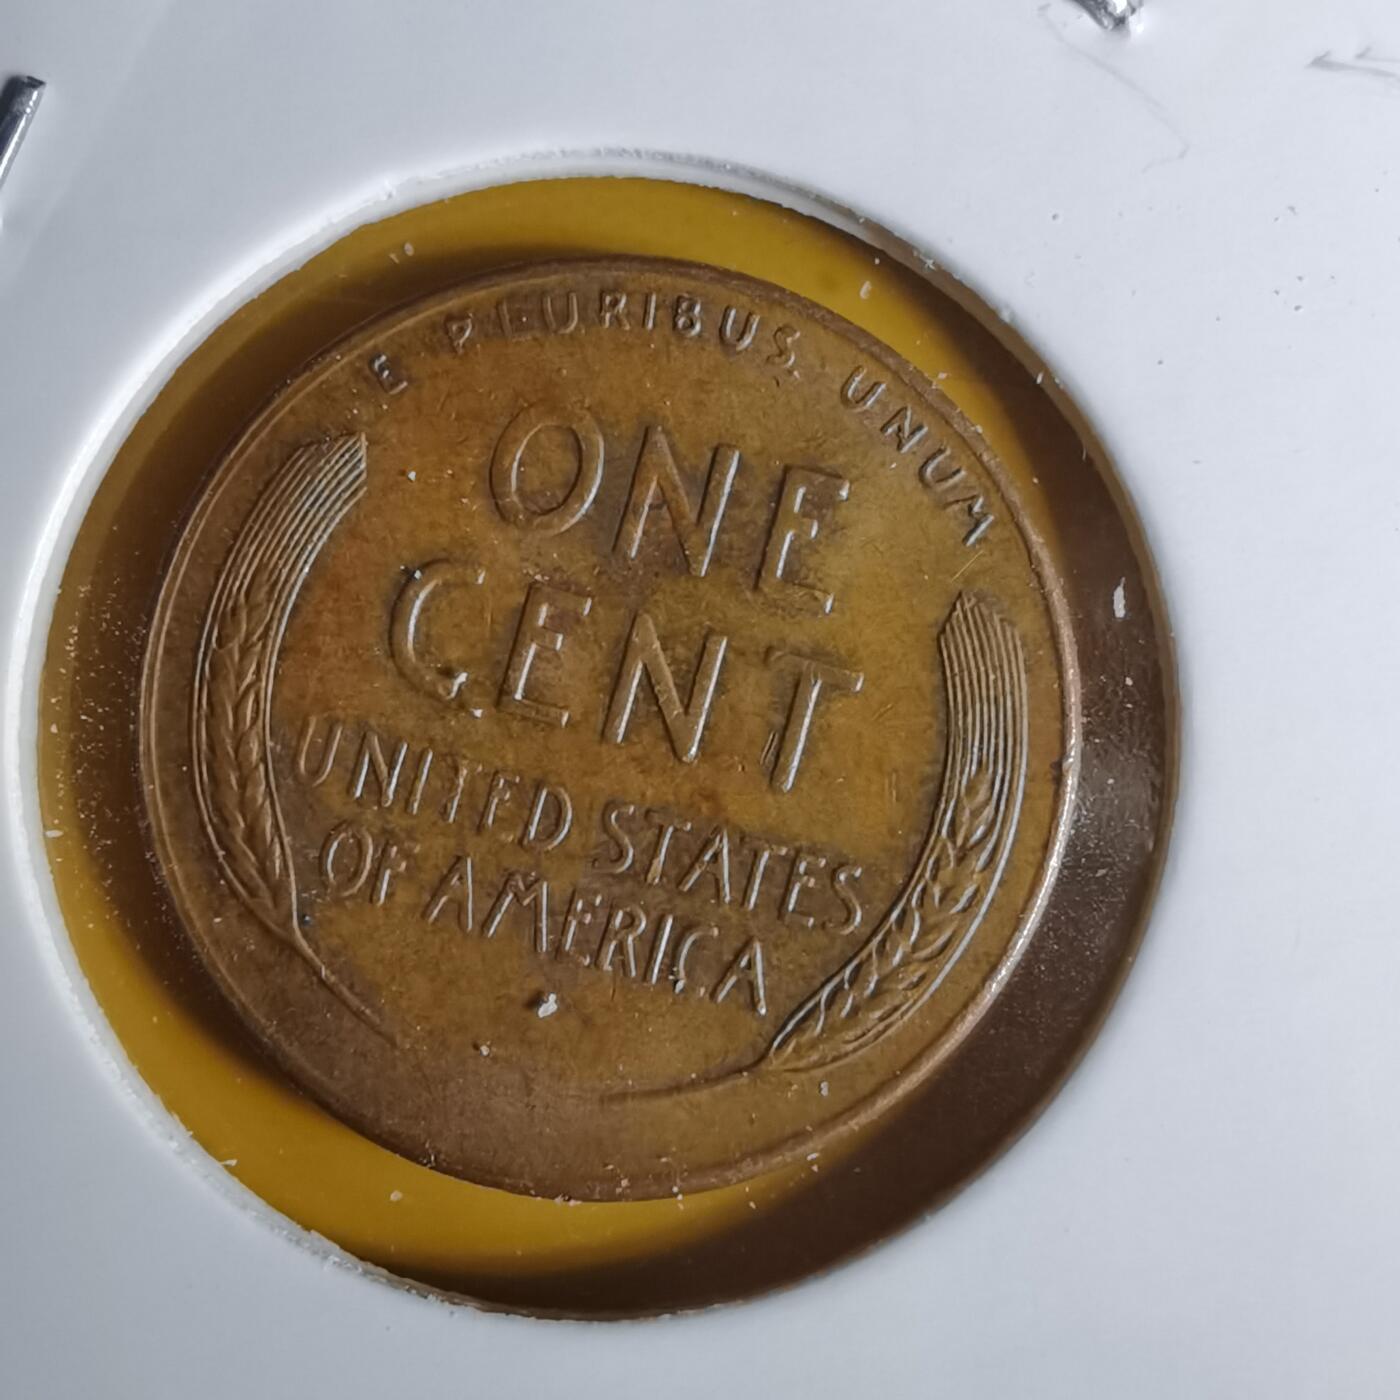 E PLURIBUS UNUM
ONE
CENT
UNITED STATES
OF AMERICA